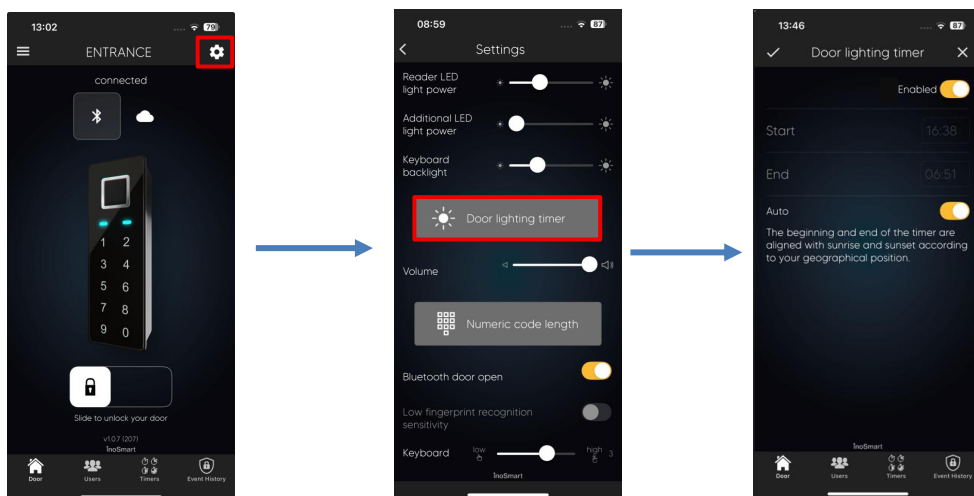 13:02
79
ENTRANCE
connected
1 2
3 4
5 6
7 8
9 0
Slide to unlock your door
v1.0.7 (207)
InoSmart
Door
Users
Timers
Event History
08:59
87
Settings
Reader LED
light power
Additional LED
light power
Keyboard
backlight
Door lighting timer
Volume
Numeric code length
Bluetooth door open
Low fingerprint recognition
sensitivity
Keyboard
low
high
3
InoSmart
13:46
87
Door lighting timer
Enabled
Start
16:38
End
06:51
Auto
The beginning and end of the timer are
aligned with sunrise and sunset according
to your geographical position.
InoSmart
Door
Users
Timers
Event History